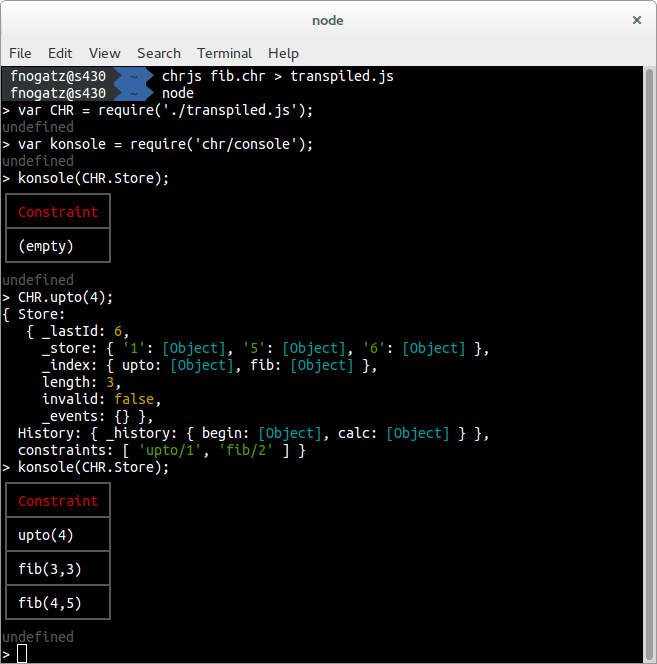 node
File Edit View Search Terminal Help
fnogatz@s430 ~ chrjs fib.chr > transpiled.js
fnogatz@s430 ~ node
> var CHR = require('./transpiled.js');
undefined
> var konsole = require('chr/console');
undefined
> konsole(CHR.Store);
Constraint
(empty)
undefined
> CHR.upto(4);
{ Store:
   { _lastId: 6,
     _store: { '1': [Object], '5': [Object], '6': [Object] },
     _index: { upto: [Object], fib: [Object] },
     length: 3,
     invalid: false,
     _events: {} },
  History: { _history: { begin: [Object], calc: [Object] } },
  constraints: [ 'upto/1', 'fib/2' ] }
> konsole(CHR.Store);
Constraint
upto(4)
fib(3,3)
fib(4,5)
undefined
>